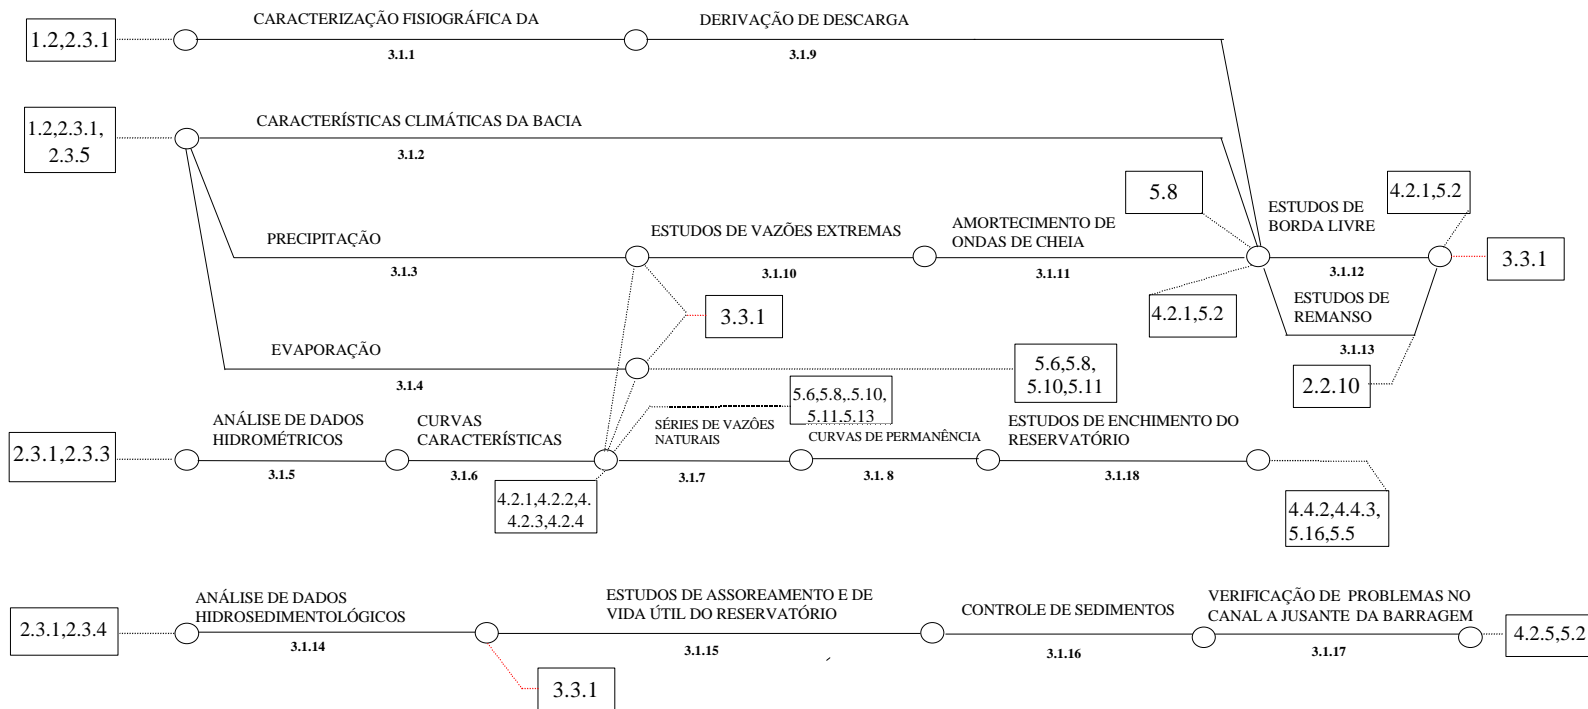 CARACTERIZAÇÃO FISIOGRÁFICA DA
DERIVAÇÃO DE DESCARGA
1.2,2.3.1
3.1.1
3.1.9
1.2,2.3.1,
2.3.5
CARACTERÍSTICAS CLIMÁTICAS DA BACIA
3.1.2
5.8
4.2.1,5.2
PRECIPITAÇÃO
ESTUDOS DE VAZÕES EXTREMAS
AMORTECIMENTO DE
ONDAS DE CHEIA
ESTUDOS DE
BORDA LIVRE
3.1.3
3.1.10
3.1.11
3.1.12
3.3.1
3.3.1
4.2.1,5.2
ESTUDOS DE
REMANSO
3.1.13
EVAPORAÇÃO
3.1.4
5.6,5.8,
5.10,5.11
2.2.10
5.6,5.8,.5.10,
5.11.5.13
ANÁLISE DE DADOS
HIDROMÉTRICOS
CURVAS
CARACTERÍSTICAS
SÉRIES DE VAZÔES
NATURAIS
CURVAS DE PERMANÊNCIA
ESTUDOS DE ENCHIMENTO DO
RESERVATÓRIO
2.3.1,2.3.3
3.1.5
3.1.6
3.1.7
3.1. 8
3.1.18
4.2.1,4.2.2,4.
4.2.3,4.2.4
4.4.2,4.4.3,
5.16,5.5
ANÁLISE DE DADOS
HIDROSEDIMENTOLÓGICOS
ESTUDOS DE ASSOREAMENTO E DE
VIDA ÚTIL DO RESERVATÓRIO
CONTROLE DE SEDIMENTOS
VERIFICAÇÃO DE PROBLEMAS NO
CANAL A JUSANTE DA BARRAGEM
2.3.1,2.3.4
3.1.14
3.1.15
3.1.16
3.1.17
4.2.5,5.2
3.3.1